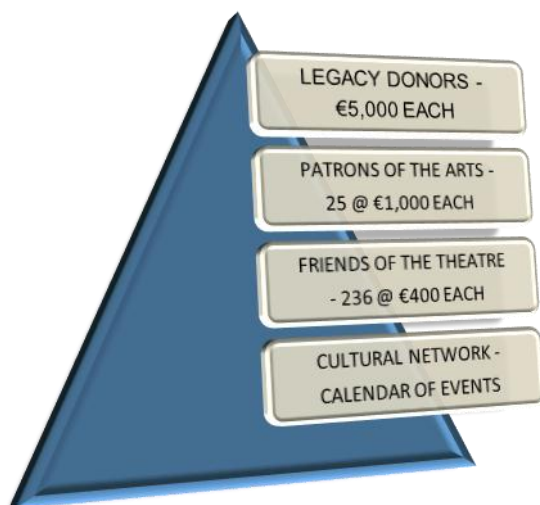 LEGACY DONORS -
€5,000 EACH
PATRONS OF THE ARTS -
25 @ €1,000 EACH
FRIENDS OF THE THEATRE
- 236 @ €400 EACH
CULTURAL NETWORK -
CALENDAR OF EVENTS